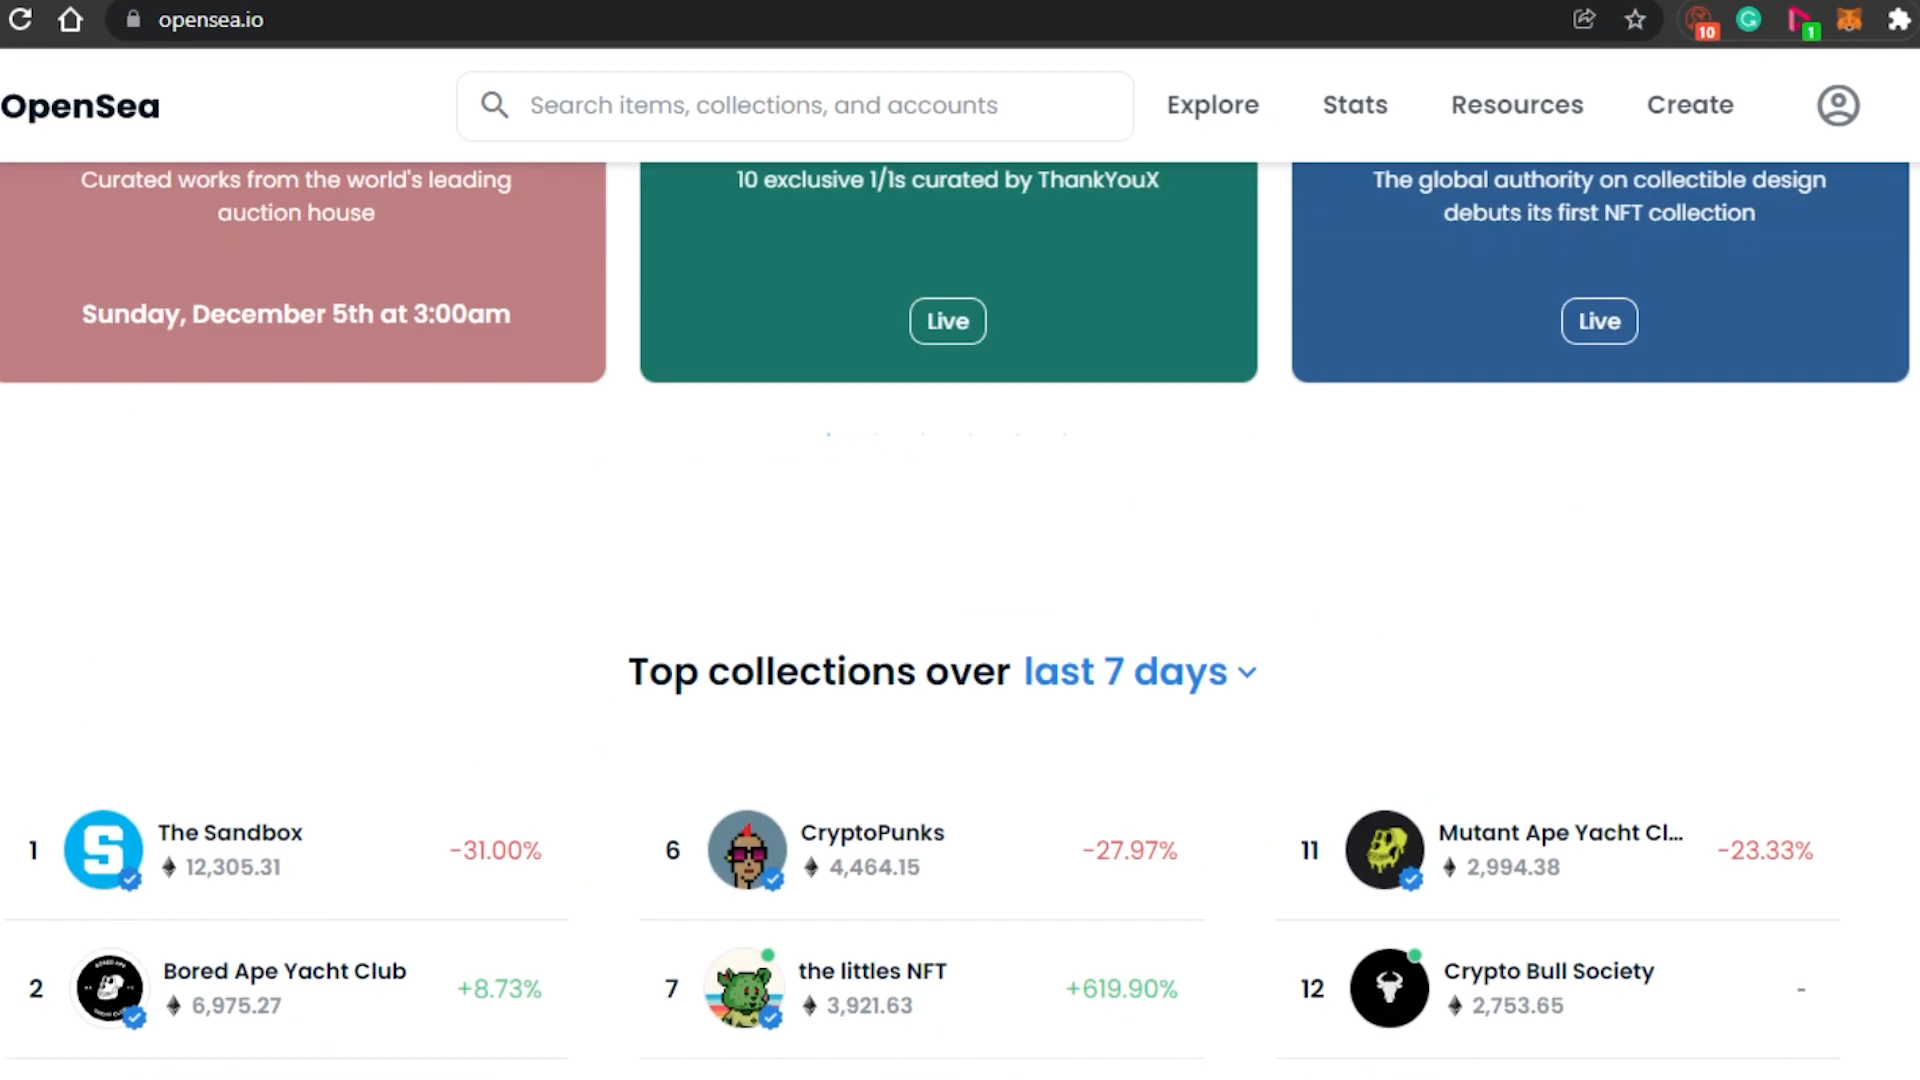 opensea.io
10
1
OpenSea
Search items, collections, and accounts
Explore
Stats
Resources
Create
Curated works from the world's leading
auction house
Sunday, December 5th at 3:00am
10 exclusive 1/1s curated by ThankYouX
Live
The global authority on collectible design
debuts its first NFT collection
Live
Top collections over last 7 days
1
The Sandbox
12,305.31
-31.00%
2
Bored Ape Yacht Club
6,975.27
+8.73%
6
CryptoPunks
4,464.15
-27.97%
7
the littles NFT
3,921.63
+619.90%
11
Mutant Ape Yacht Cl...
2,994.38
-23.33%
12
Crypto Bull Society
2,753.65
-